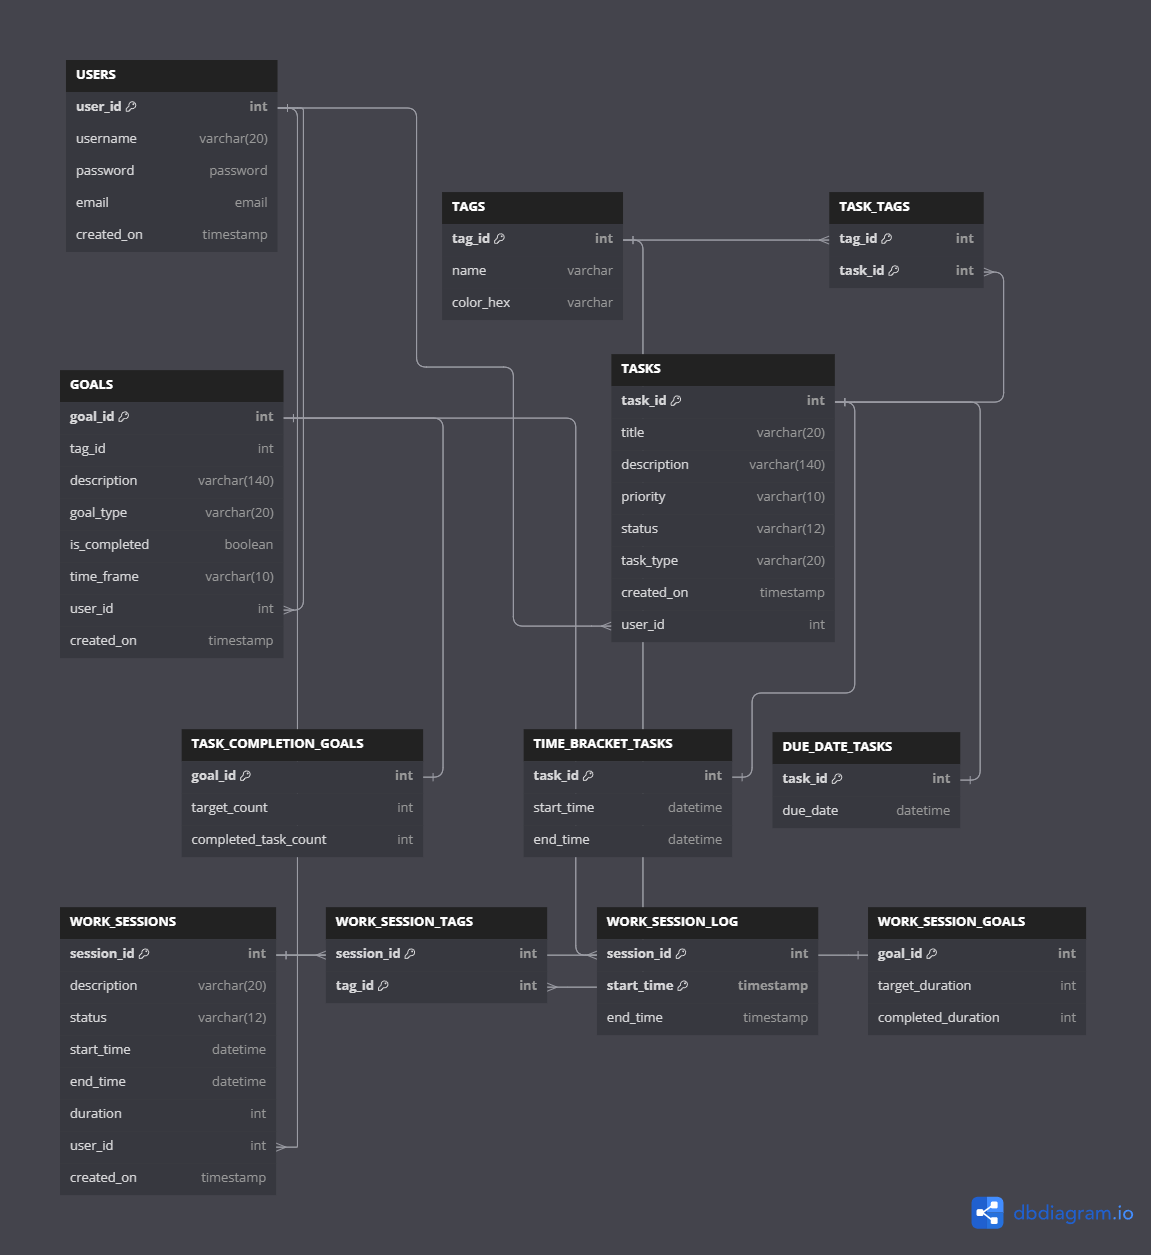 USERS
user_id int
username varchar(20)
password password
email email
created_on timestamp
TAGS
tag_id int
name varchar
color_hex varchar
TASK_TAGS
tag_id int
task_id int
GOALS
goal_id int
tag_id int
description varchar(140)
goal_type varchar(20)
is_completed boolean
time_frame varchar(10)
user_id int
created_on timestamp
TASKS
task_id int
title varchar(20)
description varchar(140)
priority varchar(10)
status varchar(12)
task_type varchar(20)
created_on timestamp
user_id int
TASK_COMPLETION_GOALS
goal_id int
target_count int
completed_task_count int
TIME_BRACKET_TASKS
task_id int
start_time datetime
end_time datetime
DUE_DATE_TASKS
task_id int
due_date datetime
WORK_SESSIONS
session_id int
description varchar(20)
status varchar(12)
start_time datetime
end_time datetime
duration int
user_id int
created_on timestamp
WORK_SESSION_TAGS
session_id int
tag_id int
WORK_SESSION_LOG
session_id int
start_time timestamp
end_time timestamp
WORK_SESSION_GOALS
goal_id int
target_duration int
completed_duration int
dbdiagram.io